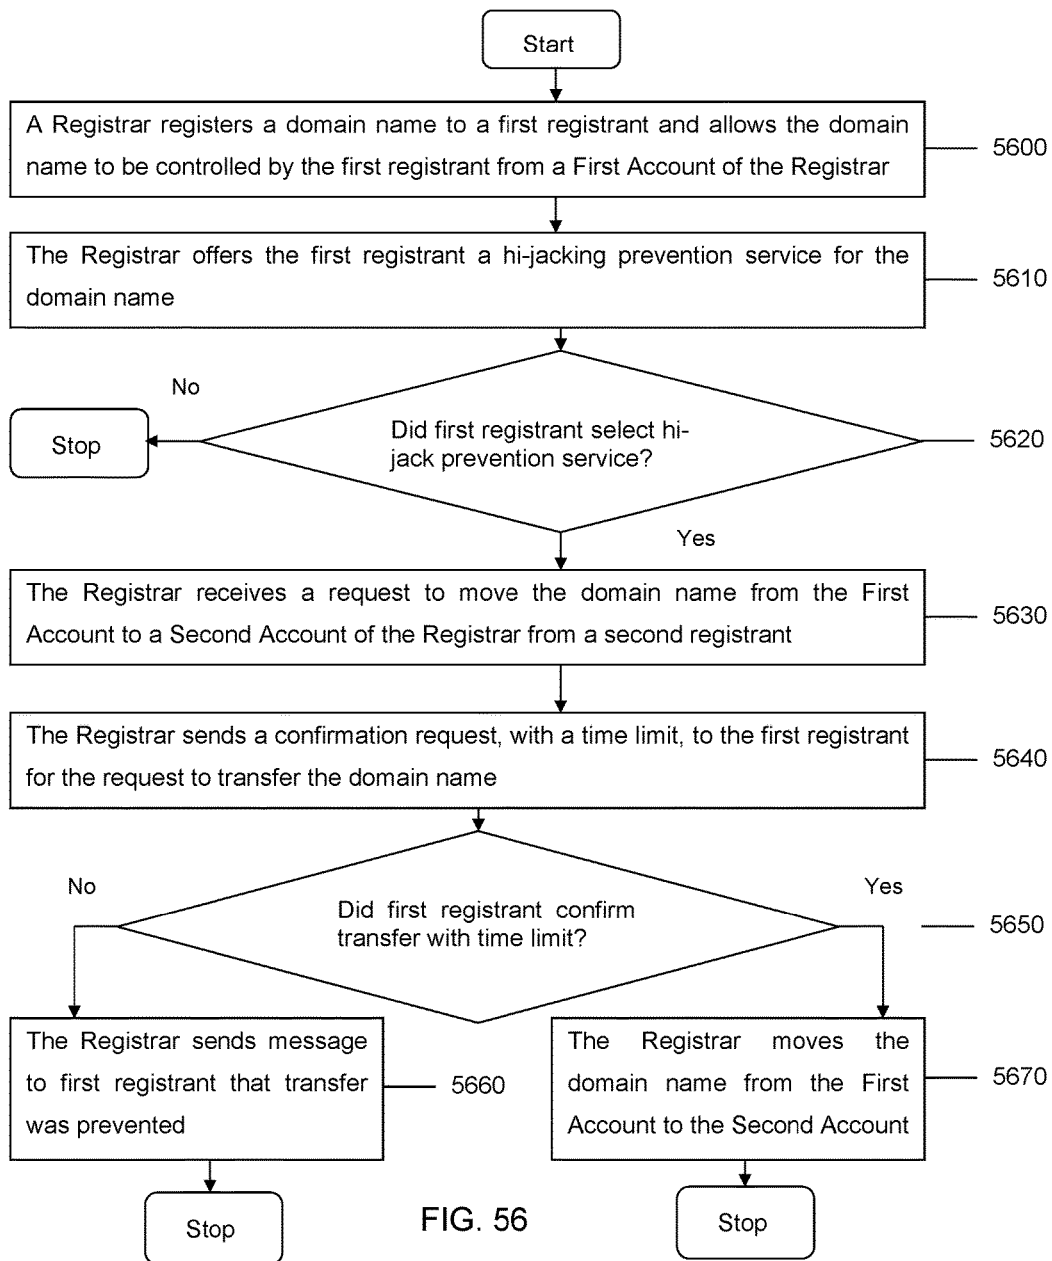 Start
A Registrar registers a domain name to a first registrant and allows the domain
name to be controlled by the first registrant from a First Account of the Registrar
5600
The Registrar offers the first registrant a hi-jacking prevention service for the
domain name
5610
No
Did first registrant select hi-
jack prevention service?
Stop
5620
Yes
The Registrar receives a request to move the domain name from the First
Account to a Second Account of the Registrar from a second registrant
5630
The Registrar sends a confirmation request, with a time limit, to the first registrant
for the request to transfer the domain name
5640
No
Yes
Did first registrant confirm
transfer with time limit?
5650
The Registrar sends message
to first registrant that transfer
was prevented
5660
The Registrar moves the
domain name from the First
Account to the Second Account
5670
Stop
FIG. 56
Stop